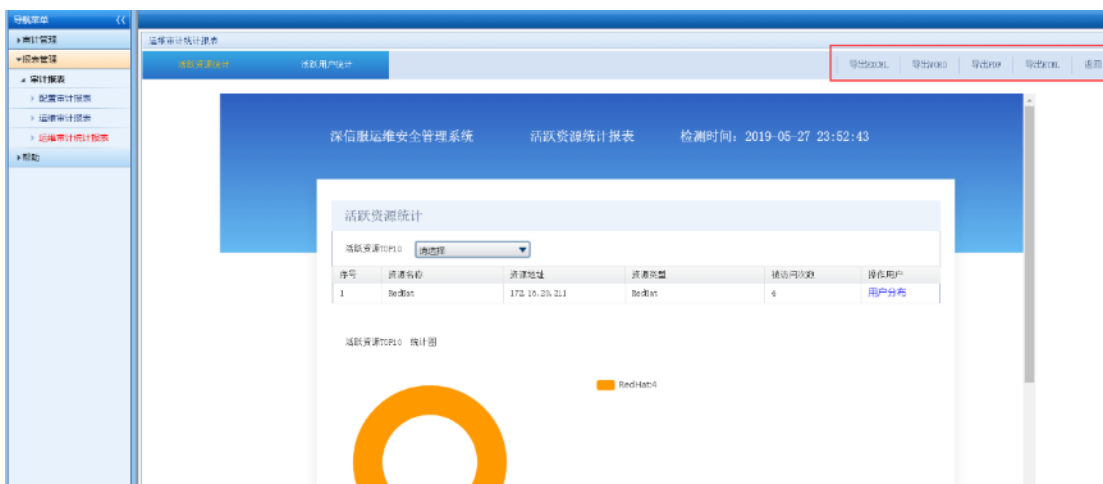 导航菜单 《
审计管理
报表管理
审计报表
配置审计报表
运维审计报表
运维审计统计报表
帮助
运维审计统计报表
活跃资源统计 活跃用户统计 导出EXCEL 导出WORD 导出PDF 导出HTML 返回
深信服运维安全管理系统 活跃资源统计报表 检测时间：2019-05-27 23:52:43
活跃资源统计
活跃资源TOP10 请选择
序号 资源名称 资源地址 资源类型 被访问次数 操作用户
1 RedHat 172.16.20.211 RedHat 4 用户分布
活跃资源TOP10 统计图
RedHat:4